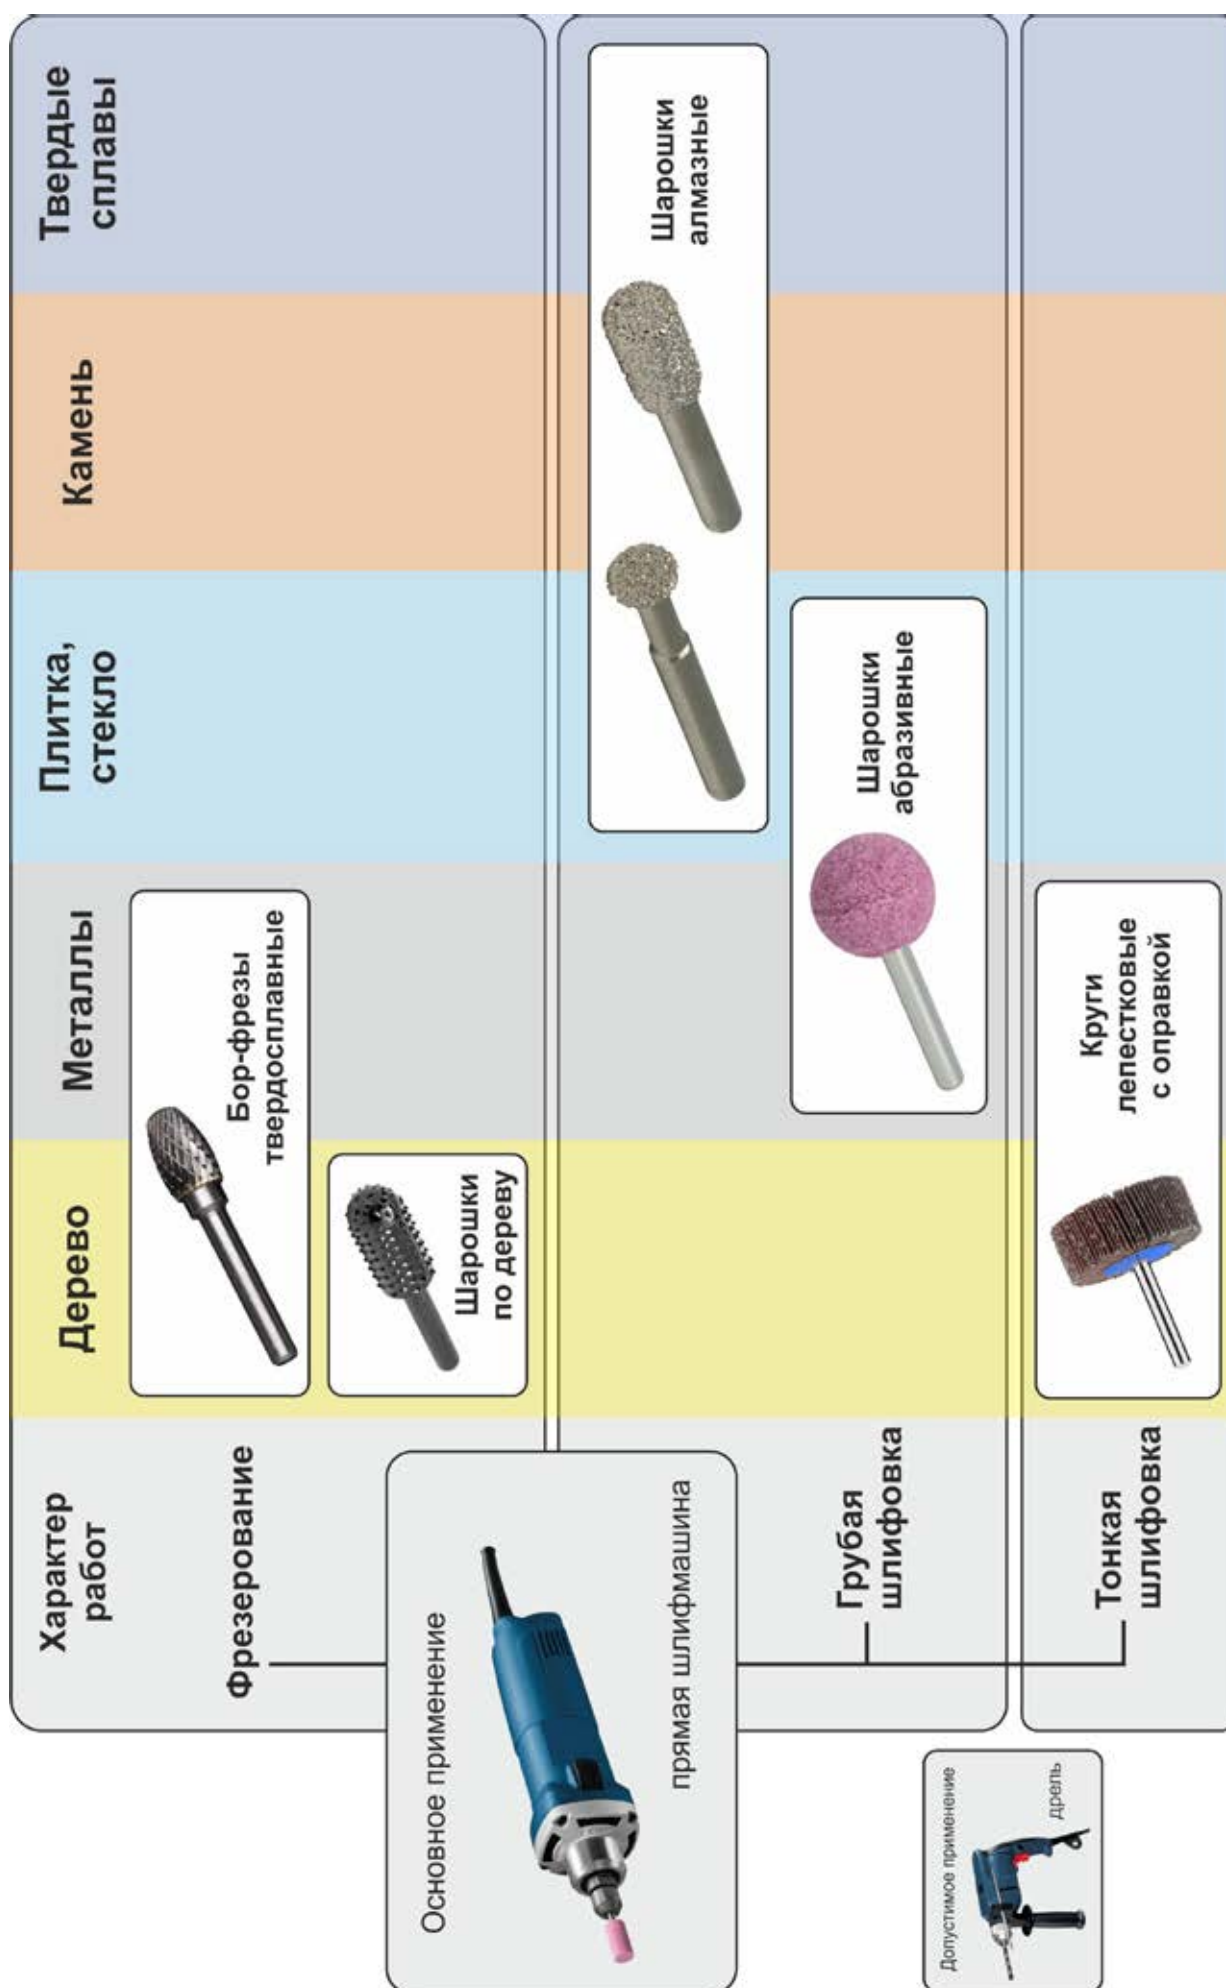 Характер
работ
Дерево
Металлы
Плитка,
стекло
Камень
Твердые
сплавы
Фрезерование
Бор-фрезы
твердосплавные
Шарошки
по дереву
Основное применение
прямая шлифмашина
Шарошки
алмазные
Грубая
шлифовка
Шарошки
абразивные
Допустимое применение
дрель
Тонкая
шлифовка
Круги
лепестковые
с оправкой